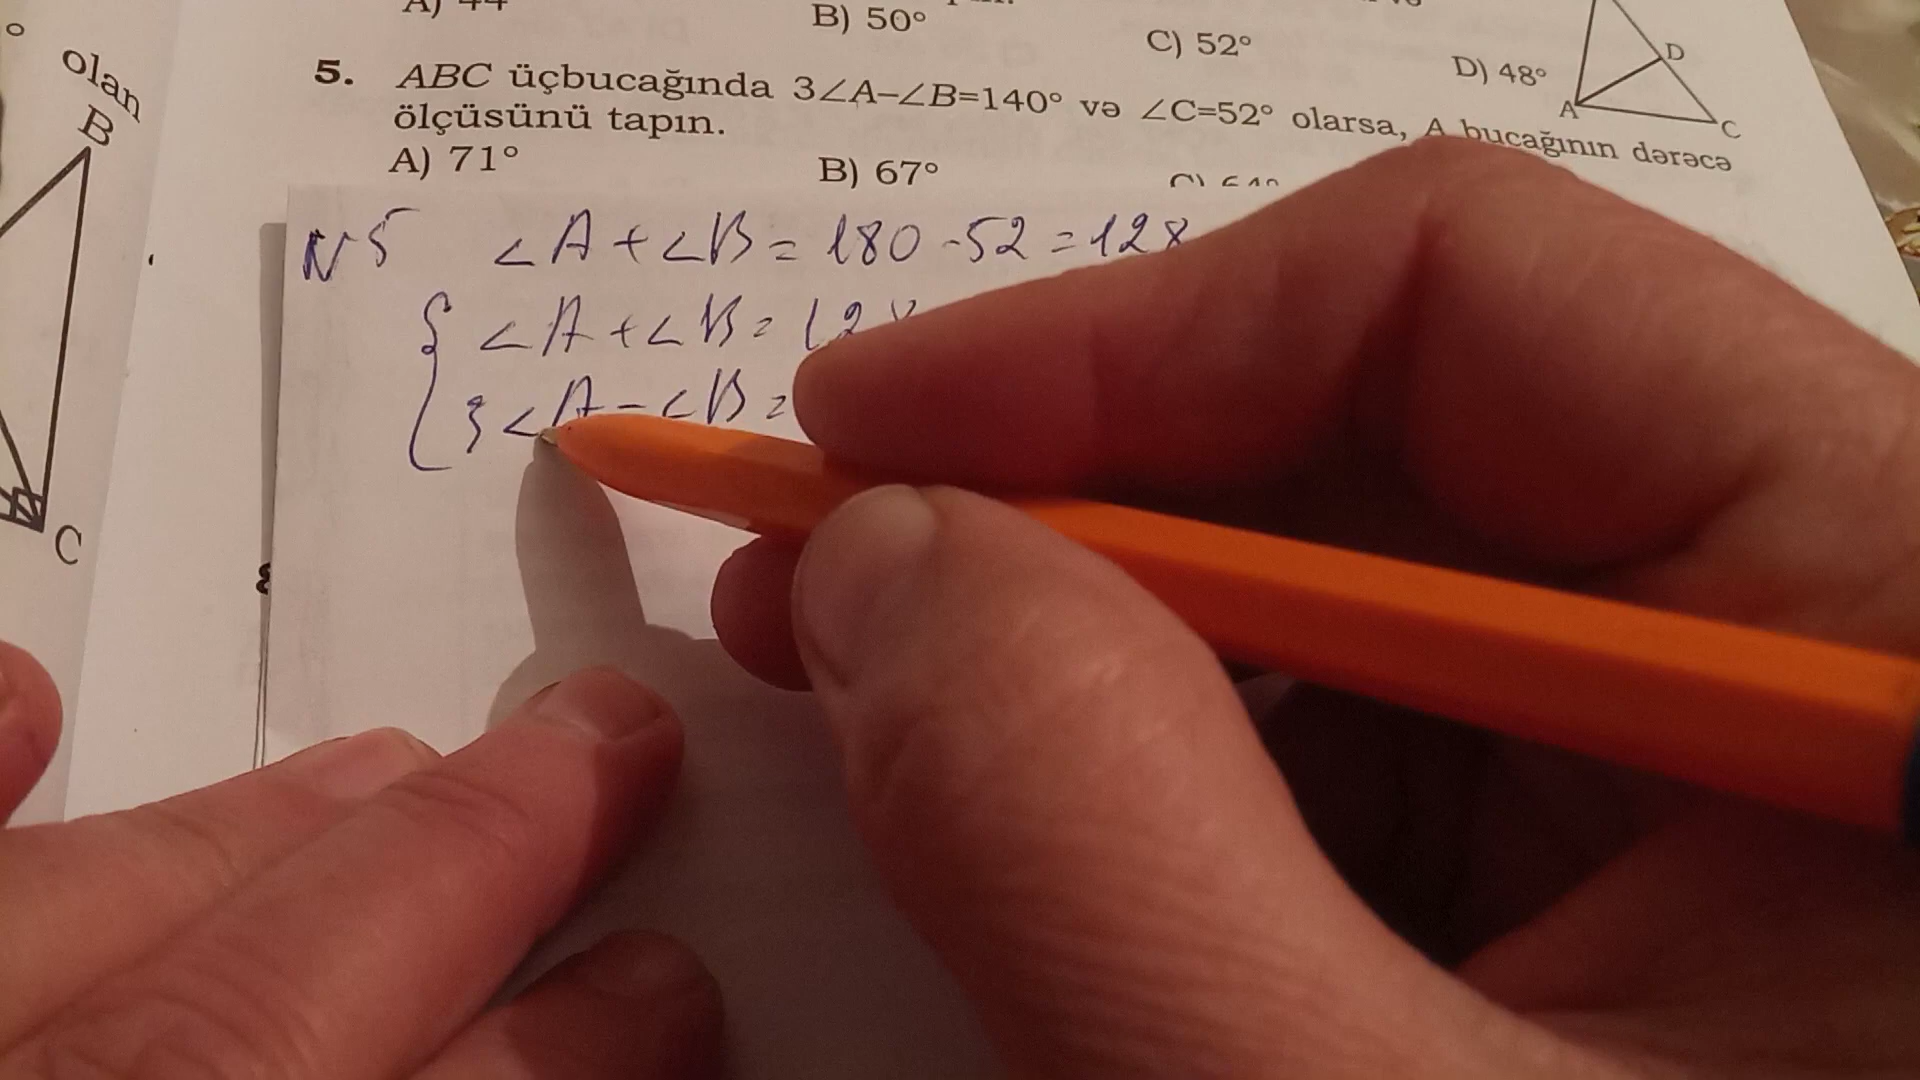 B) 50°
C) 52°
D) 48°
D
A
C
olan
B
C
5. ABC üçbucağında 3∠A–∠B=140° və ∠C=52° olarsa, A bucağının dərəcə
ölçüsünü tapın.
A) 71°
B) 67°
N5 ∠A+∠B=180-52=128
{∠A+∠B=128
3∠A-∠B=